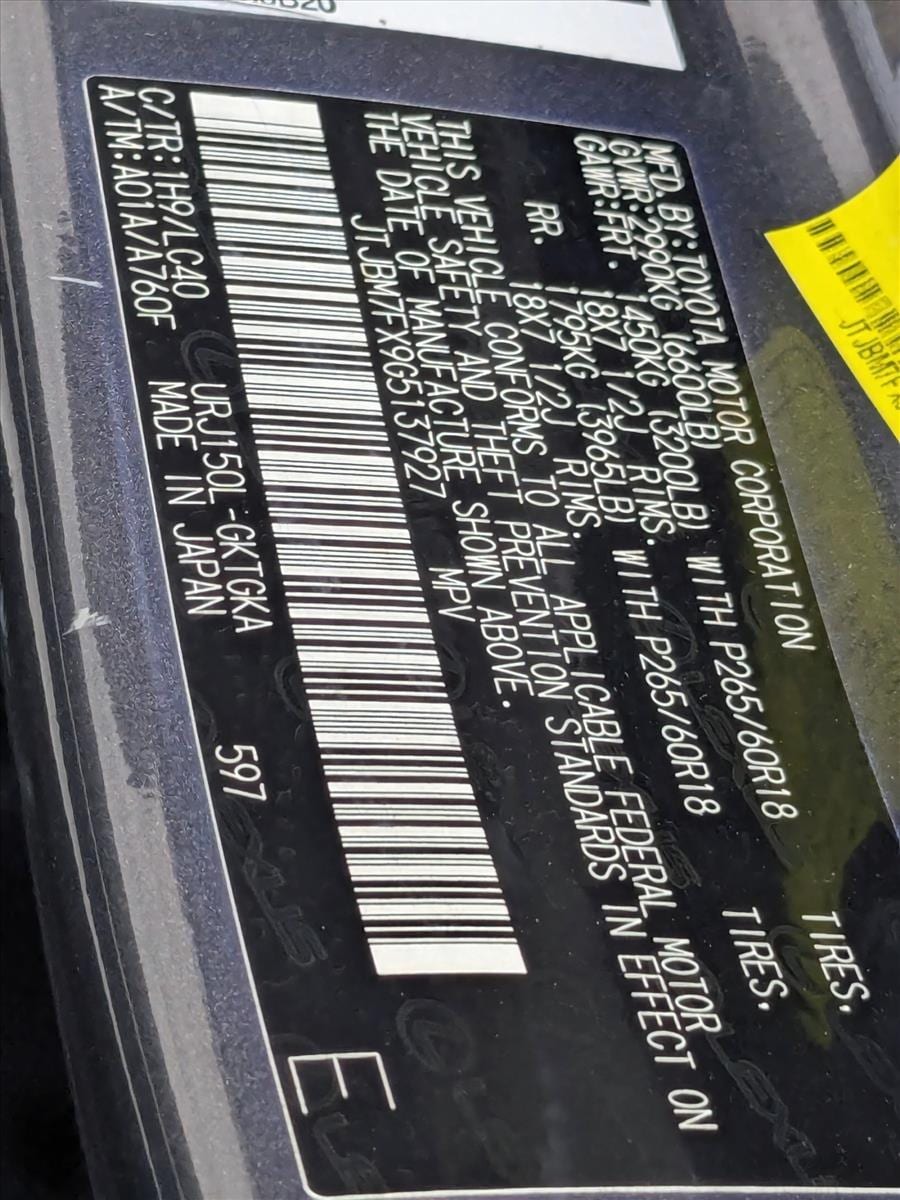 MFD.BY:TOYOTA MOTOR CORPORATION
GVWR:2990KG (6600LB)
GAWR:FRT. 1450KG (3200LB) WITH P265/60R18 TIRES.
18X7 1/2J RIMS.
RR. 1795KG (3965LB) WITH P265/60R18 TIRES.
18X7 1/2J RIMS.
THIS VEHICLE CONFORMS TO ALL APPLICABLE FEDERAL MOTOR
VEHICLE SAFETY AND THEFT PREVENTION STANDARDS IN EFFECT ON
THE DATE OF MANUFACTURE SHOWN ABOVE.
JTJBM7FX9G5137927 MPV
C/TR:1H9/LC40 URJ150L-GKTGKA 597
A/TM:A01A/A760F MADE IN JAPAN
E
JTJBM7FX